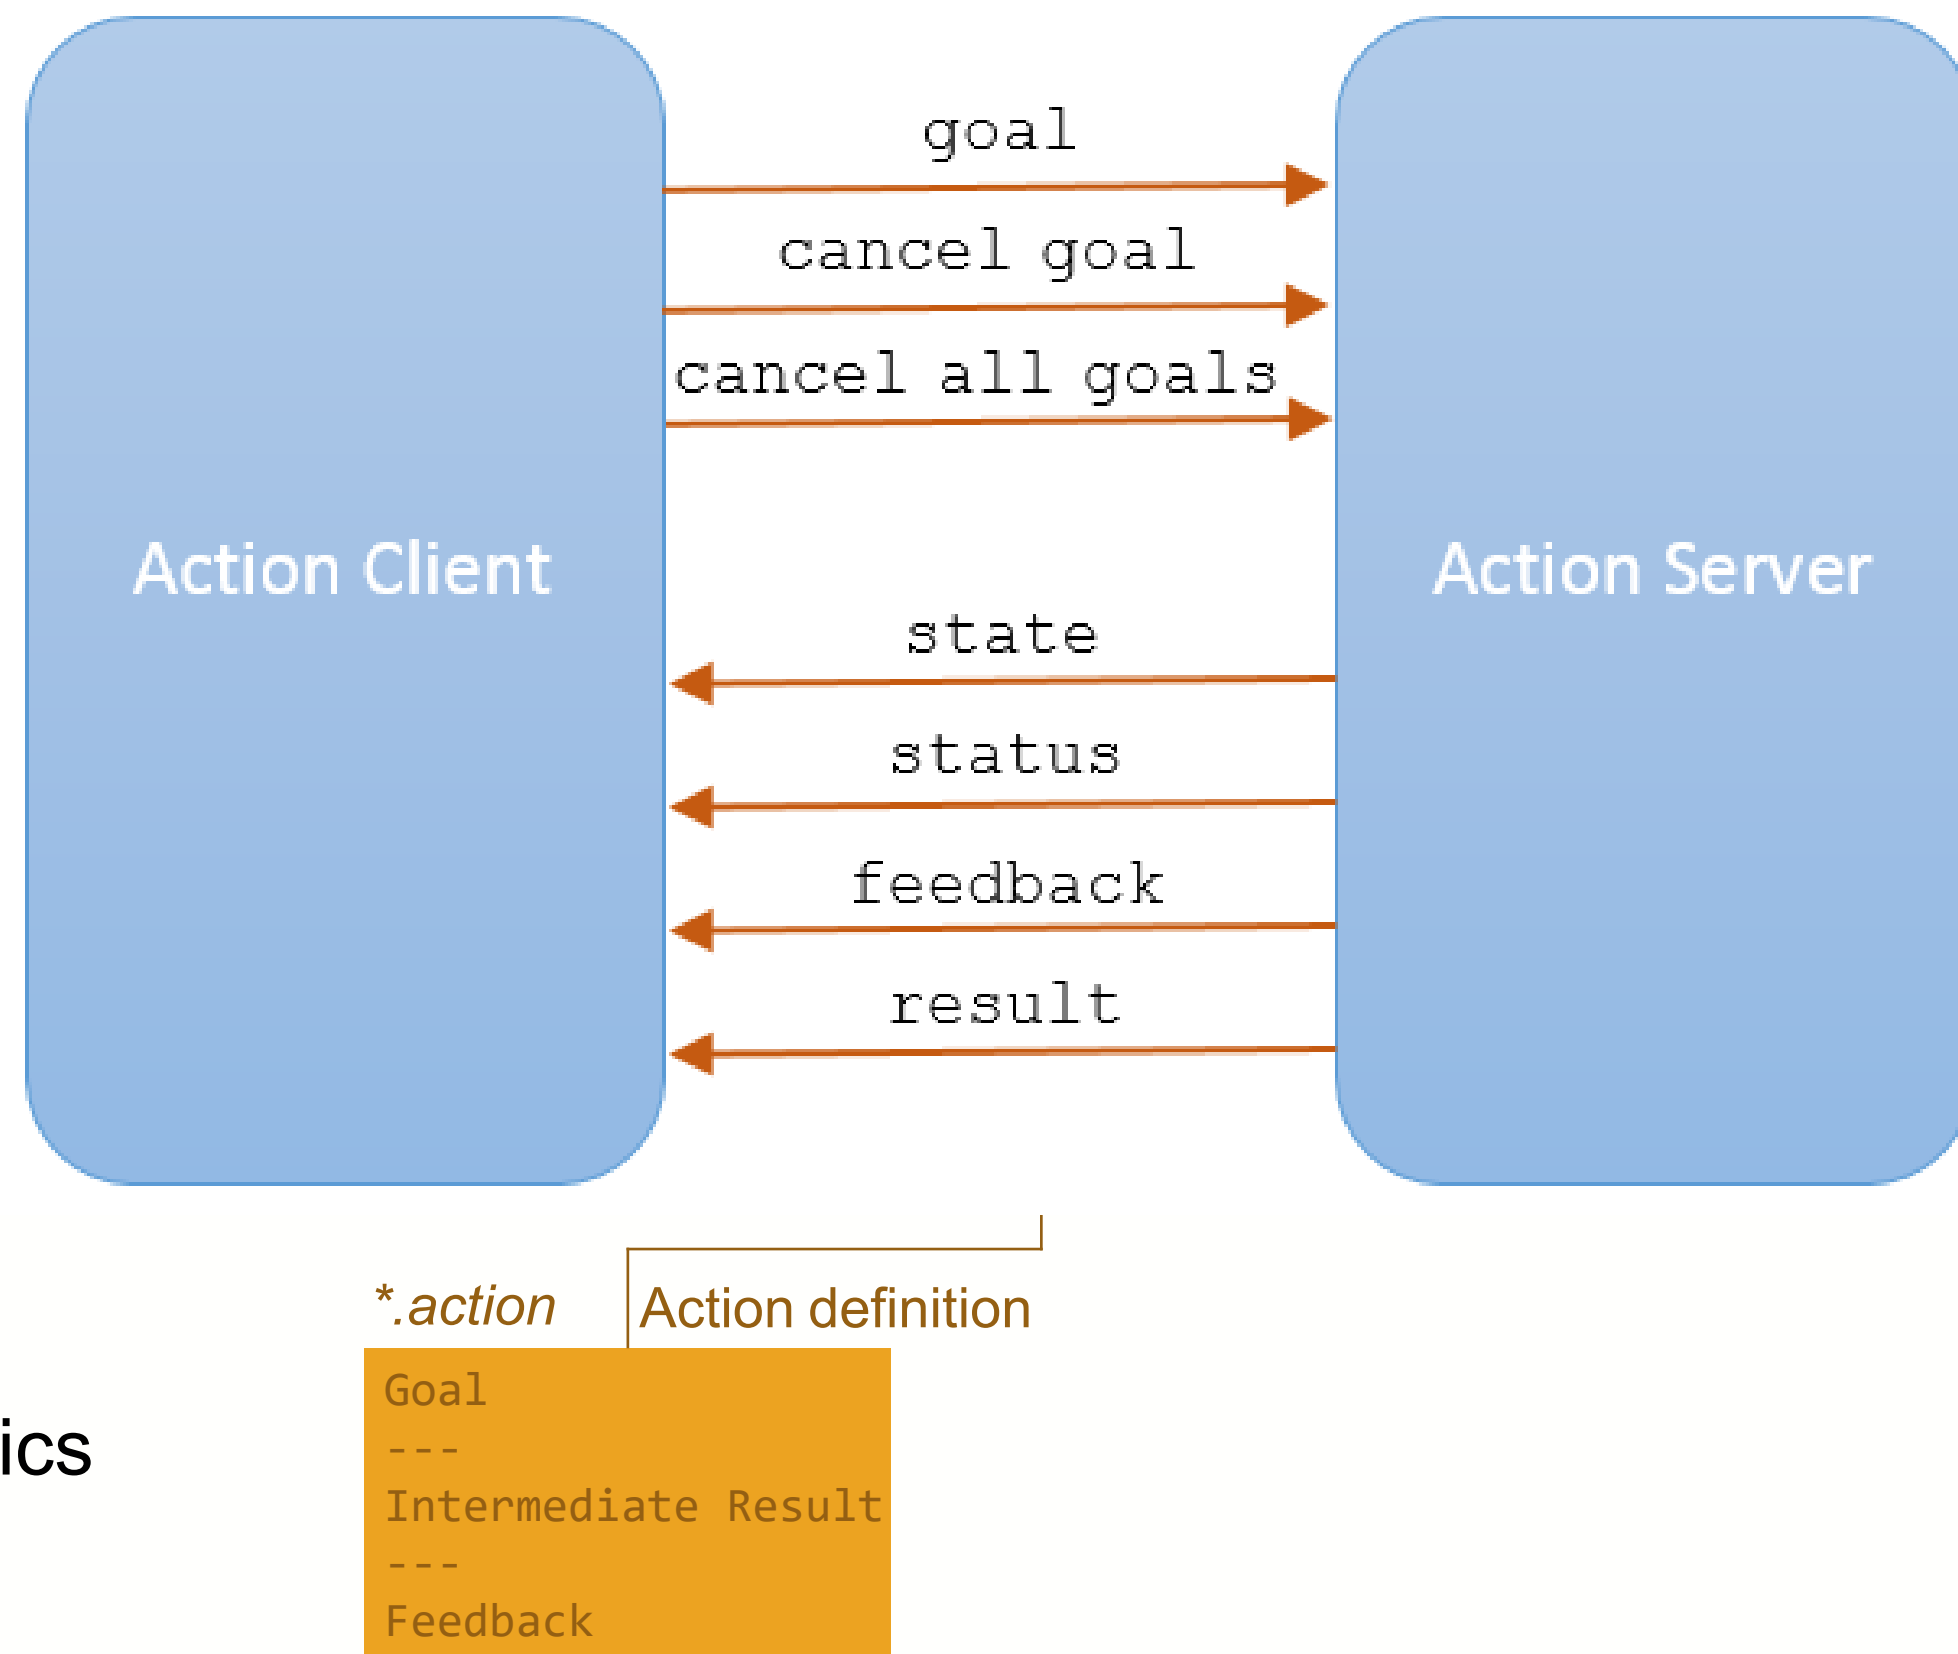 goal
cancel goal
cancel all goals
Action Client
Action Server
state
status
feedback
result
*.action
Action definition
Goal
---
Intermediate Result
---
Feedback
ics